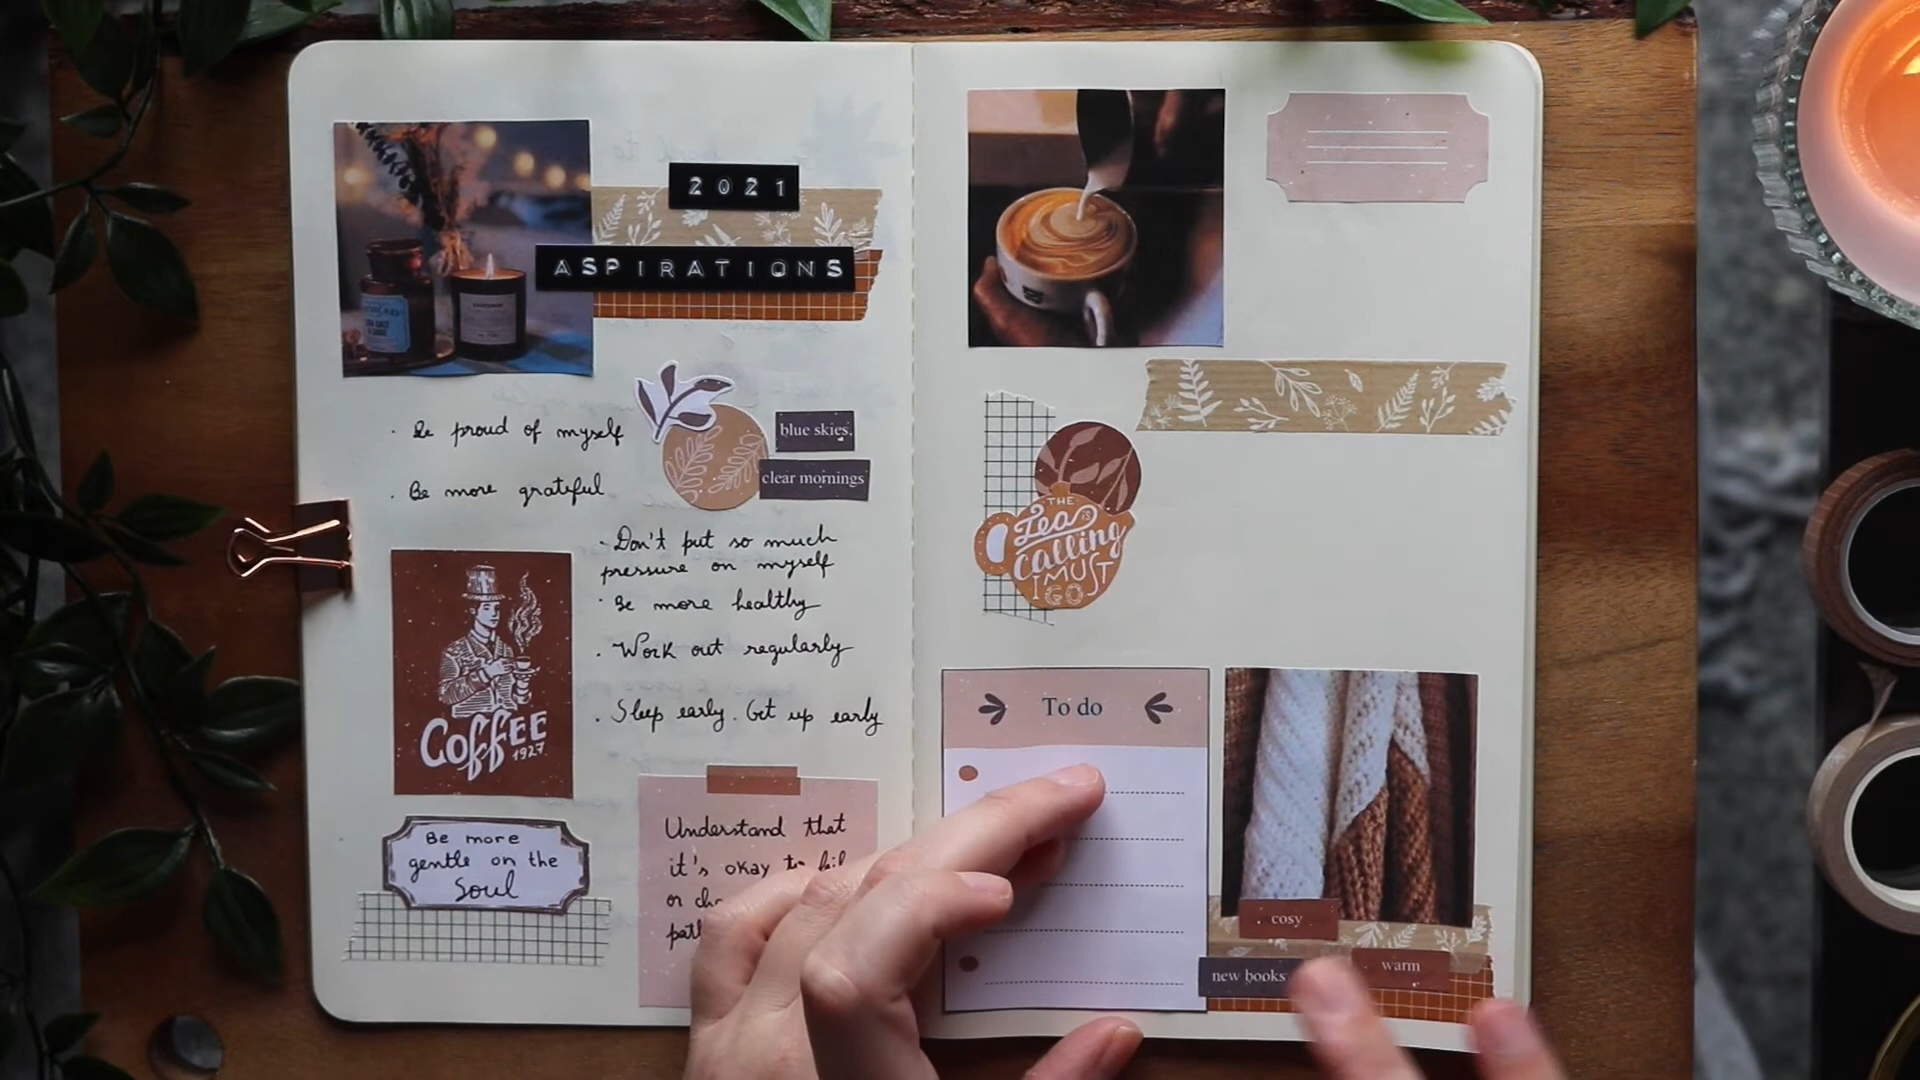 2021
ASPIRATIONS
· Be proud of myself
· Be more grateful
blue skies.
clear mornings
· Don't put so much
pressure on myself
· Be more healthy
· Work out regularly
· Sleep early. Get up early
COFFEE
1927
Be more
gentle on the
Soul
Understand that
it's okay to fail
or
THE
Tea is
Calling
I MUST
GO
To do
cosy
new books
warm